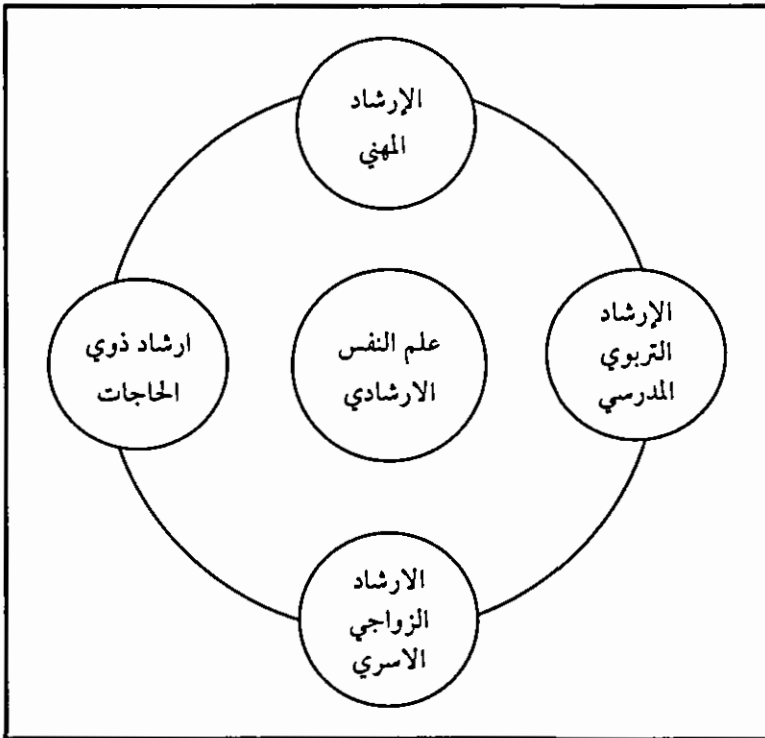 الإرشاد
المهني
الإرشاد
التربوي
المدرسي
علم النفس
الارشادي
ارشاد ذوي
الحاجات
الارشاد
الزواجي
الاسري